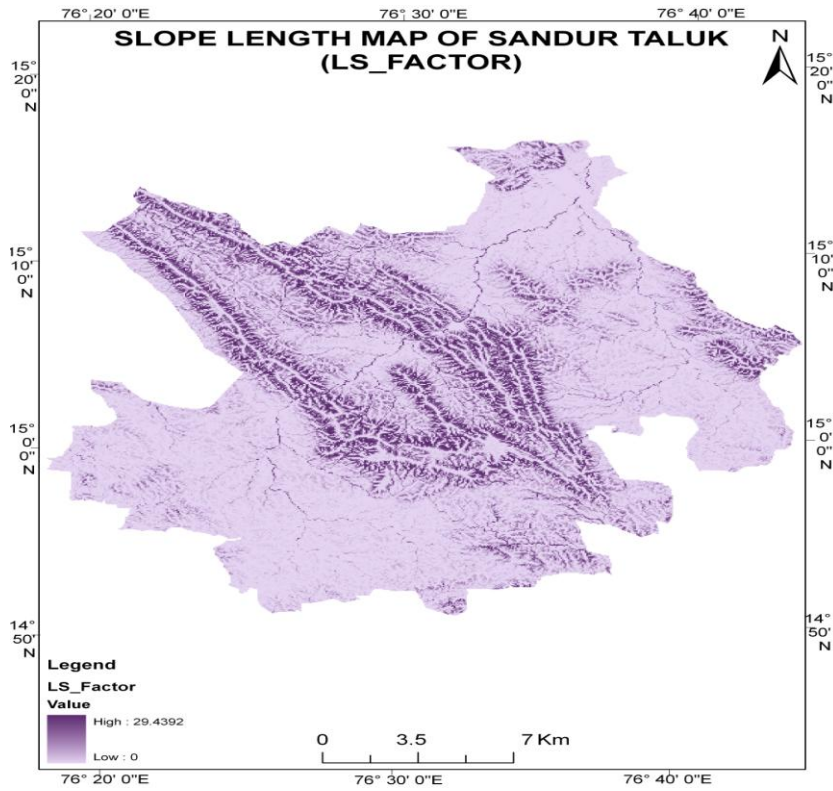 76° 20' 0"E 76° 30' 0"E 76° 40' 0"E
SLOPE LENGTH MAP OF SANDUR TALUK
(LS_FACTOR)
N
15°
20'
0"
N
15°
20'
0"
N
15°
10'
0"
N
15°
10'
0"
N
15°
0'
0"
N
15°
0'
0"
N
14°
50'
N
14°
50'
N
Legend
LS_Factor
Value
High : 29.4392
Low : 0
0 3.5 7 Km
76° 20' 0"E 76° 30' 0"E 76° 40' 0"E